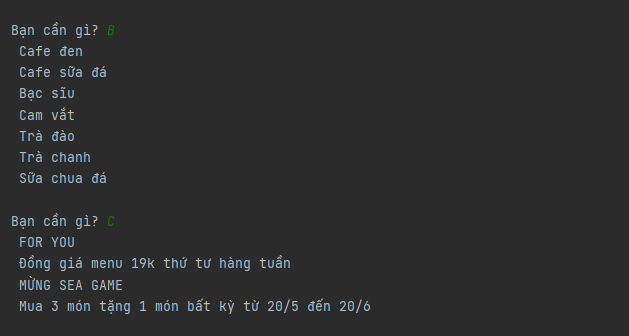 Bạn cần gì? B
Cafe đen
Cafe sữa đá
Bạc sĩu
Cam vắt
Trà đào
Trà chanh
Sữa chua đá
Bạn cần gì? C
FOR YOU
Đồng giá menu 19k thứ tư hàng tuần
MỪNG SEA GAME
Mua 3 món tặng 1 món bất kỳ từ 20/5 đến 20/6